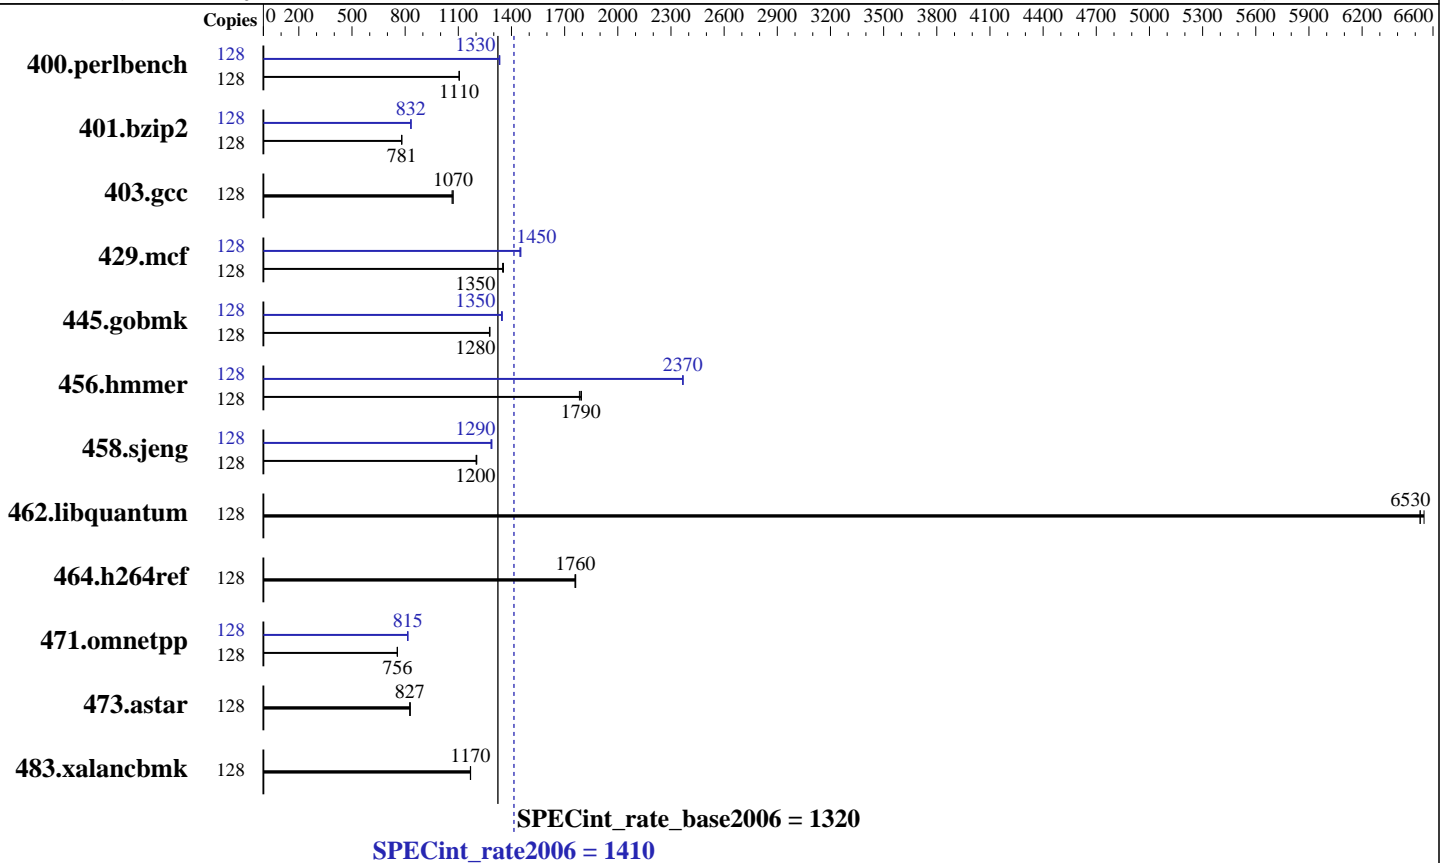 Copies 0 200 500 800 1100 1400 1700 2000 2300 2600 2900 3200 3500 3800 4100 4400 4700 5000 5300 5600 5900 6200 6600
400.perlbench 128 1330
128 1110
401.bzip2 128 832
128 781
403.gcc 128 1070
429.mcf 128 1450
128 1350
445.gobmk 128 1350
128 1280
456.hmmer 128 2370
128 1790
458.sjeng 128 1290
128 1200
462.libquantum 128 6530
464.h264ref 128 1760
471.omnetpp 128 815
128 756
473.astar 128 827
483.xalancbmk 128 1170
SPECint_rate_base2006 = 1320
SPECint_rate2006 = 1410